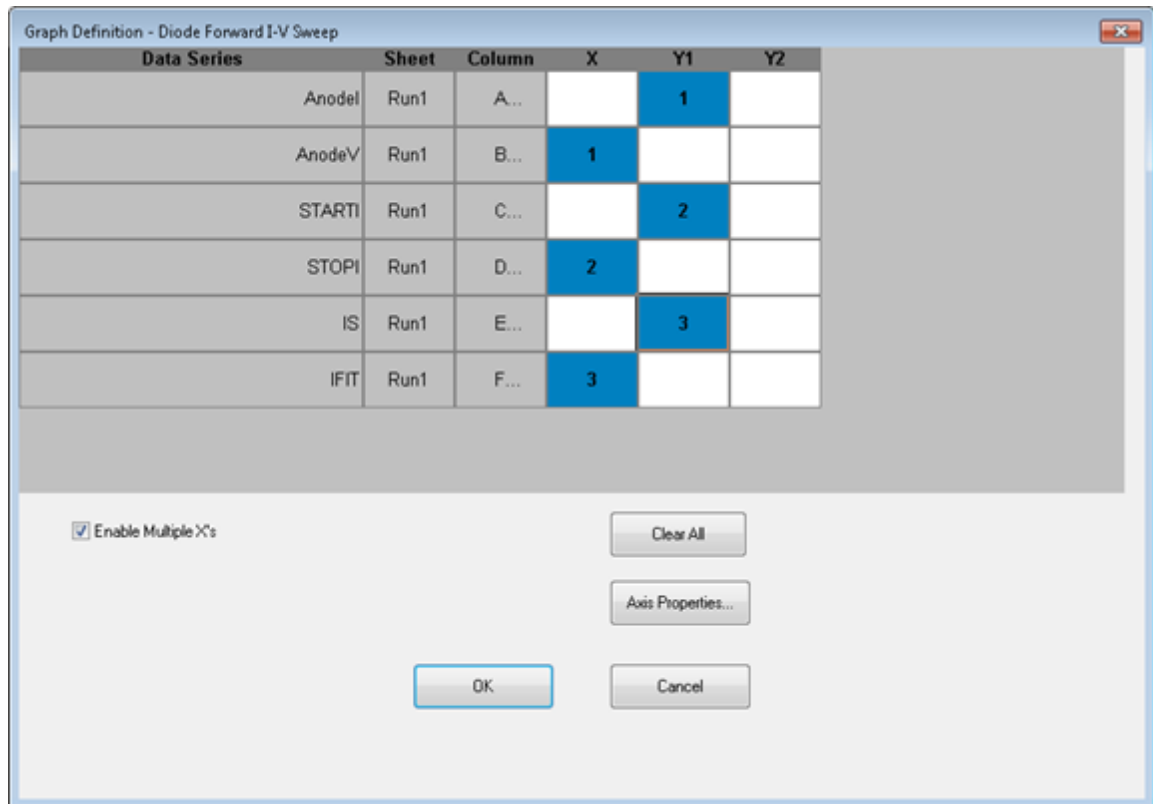 Graph Definition - Diode Forward I-V Sweep
Data Series Sheet Column X Y1 Y2
AnodeI Run1 A... 1
AnodeV Run1 B... 1
STARTI Run1 C... 2
STOPI Run1 D... 2
IS Run1 E... 3
IFIT Run1 F... 3
Enable Multiple X's
Clear All
Axis Properties...
OK Cancel